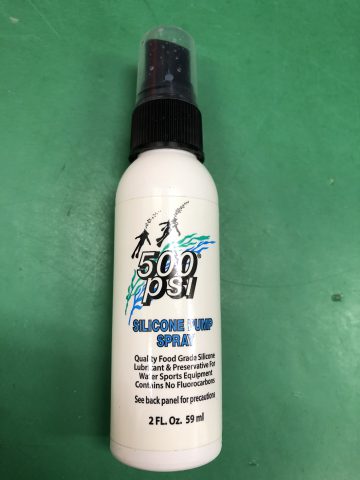 500
psi
SILICONE PUMP
SPRAY
Quality Food Grade Silicone
Lubricant & Preservative For
Water Sports Equipment
Contains No Fluorocarbons
See back panel for precautions
2 FL. Oz. 59 ml